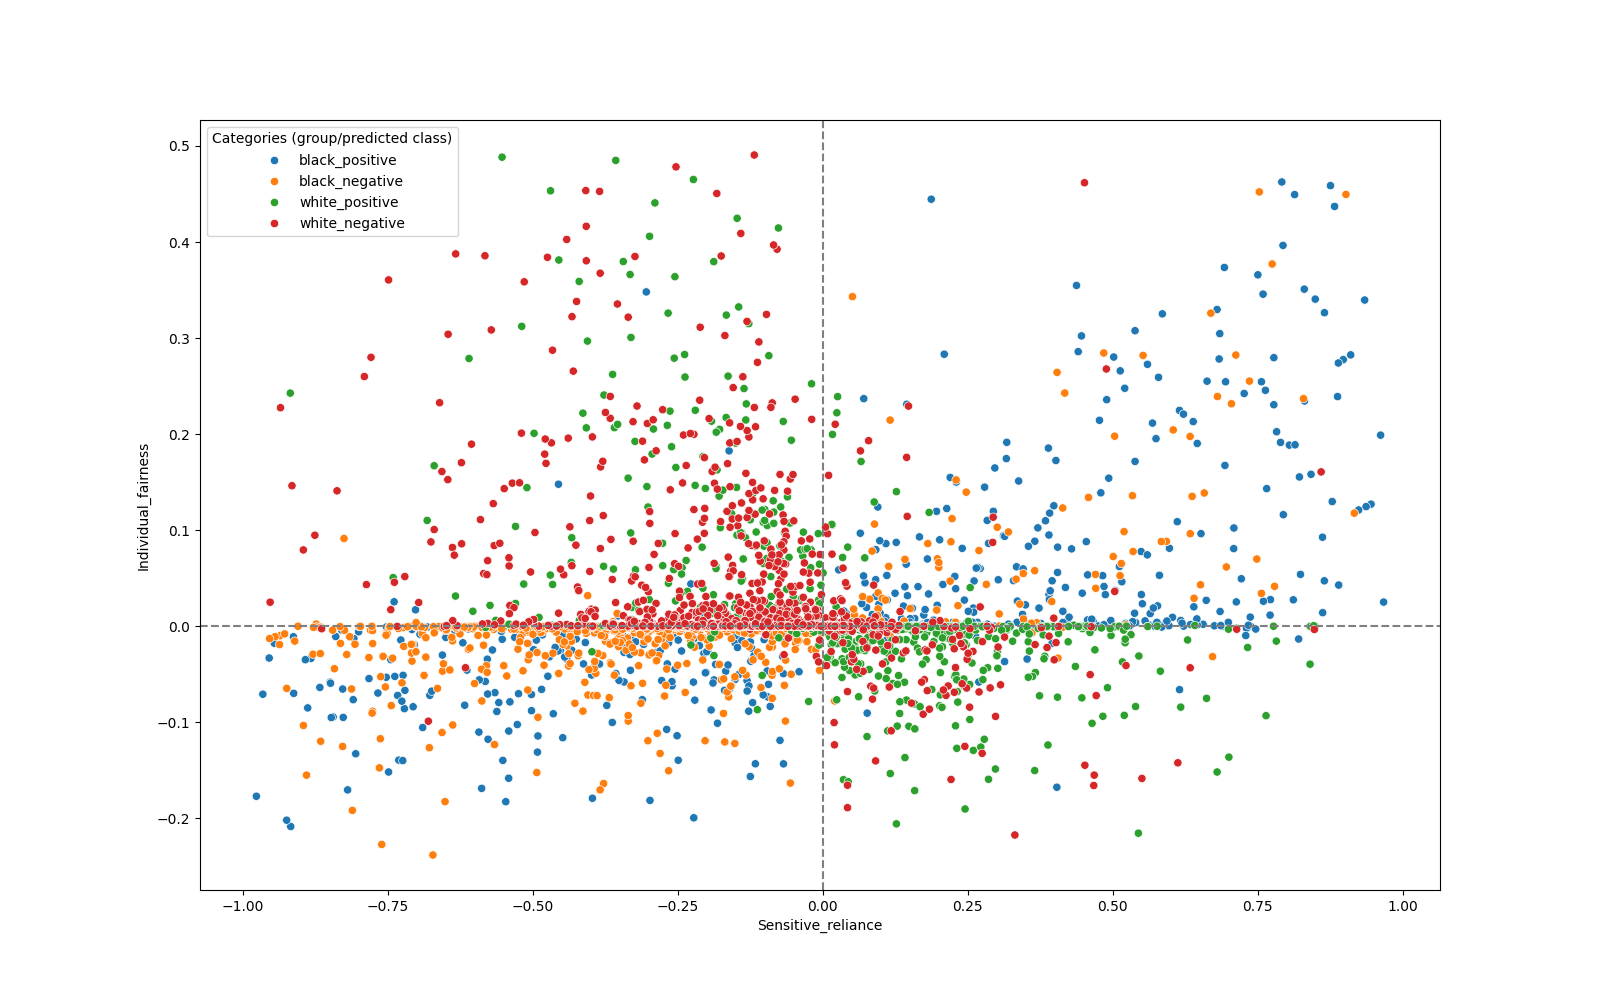 Categories (group/predicted class)
black_positive
black_negative
white_positive
white_negative
0.5
0.4
0.3
0.2
0.1
0.0
−0.1
−0.2
Individual_fairness
−1.00
−0.75
−0.50
−0.25
0.00
0.25
0.50
0.75
1.00
Sensitive_reliance